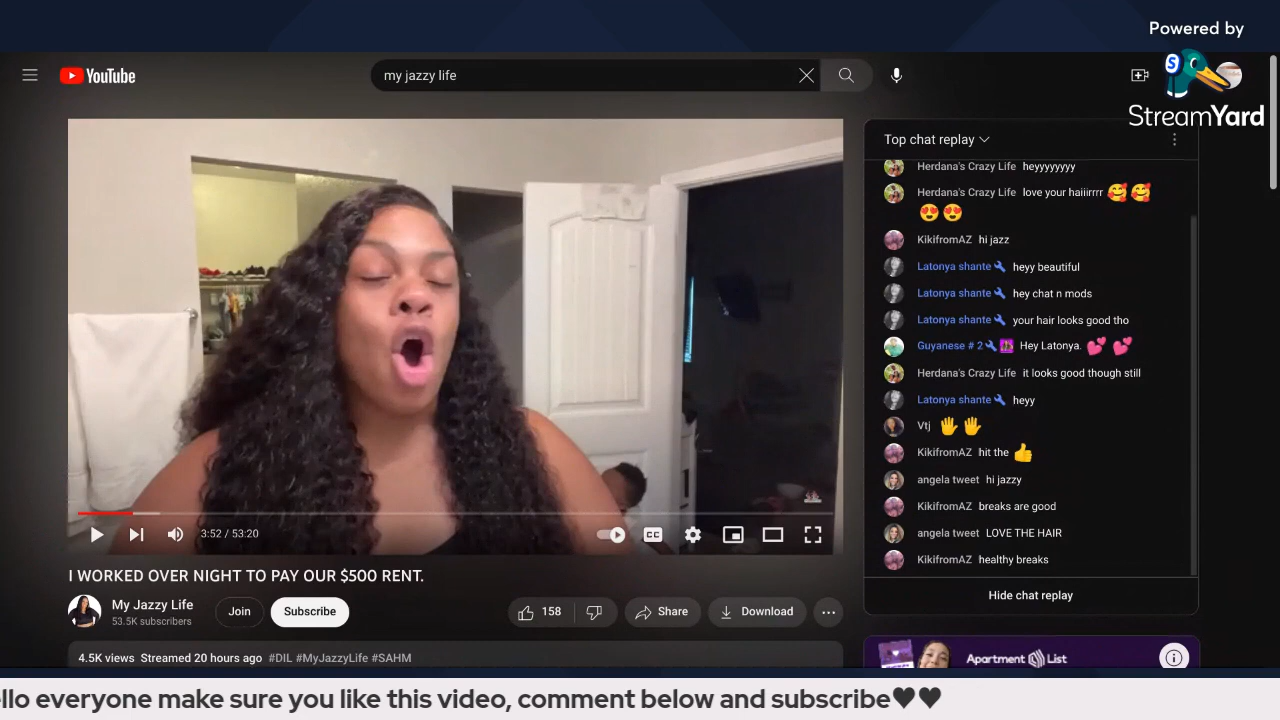 Powered by
StreamYard
YouTube
my jazzy life
Top chat replay
Herdana's Crazy Life heyyyyyyy
Herdana's Crazy Life love your haiiirrrr 🥰 🥰
😍 😍
KikifromAZ hi jazz
Latonya shante heyy beautiful
Latonya shante hey chat n mods
Latonya shante your hair looks good tho
Guyanese # 2 Hey Latonya. 💕 💕
Herdana's Crazy Life it looks good though still
Latonya shante heyy
Vtj 🖐 🖐
KikifromAZ hit the 👍
angela tweet hi jazzy
KikifromAZ breaks are good
angela tweet LOVE THE HAIR
KikifromAZ healthy breaks
Hide chat replay
3:52 / 53:20
CC
I WORKED OVER NIGHT TO PAY OUR $500 RENT.
My Jazzy Life
53.5K subscribers
Join
Subscribe
158
Share
Download
4.5K views Streamed 20 hours ago #DIL #MyJazzyLife #SAHM
Apartment List
llo everyone make sure you like this video, comment below and subscribe♥♥